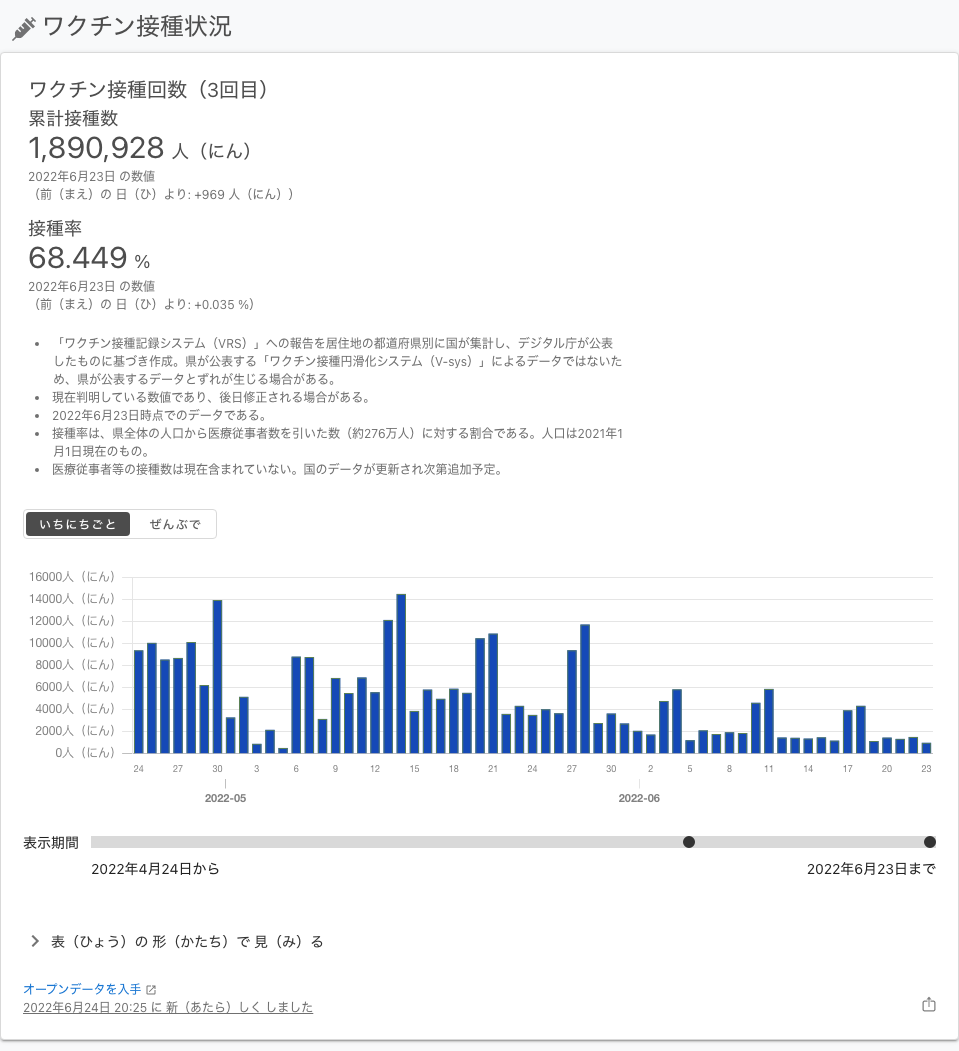 ワクチン接種状況
ワクチン接種回数（3回目）
累計接種数
1,890,928 人（にん）
2022年6月23日 の数値
（前（まえ）の 日（ひ）より: +969 人（にん））
接種率
68.449 %
2022年6月23日 の数値
（前（まえ）の 日（ひ）より: +0.035 %）
• 「ワクチン接種記録システム（VRS）」への報告を居住地の都道府県別に国が集計し、デジタル庁が公表
したものに基づき作成。県が公表する「ワクチン接種円滑化システム（V-sys）」によるデータではないた
め、県が公表するデータとずれが生じる場合がある。
• 現在判明している数値であり、後日修正される場合がある。
• 2022年6月23日時点でのデータである。
• 接種率は、県全体の人口から医療従事者数を引いた数（約276万人）に対する割合である。人口は2021年1
月1日現在のもの。
• 医療従事者等の接種数は現在含まれていない。国のデータが更新され次第追加予定。
いちにちごと ぜんぶで
16000人（にん）
14000人（にん）
12000人（にん）
10000人（にん）
8000人（にん）
6000人（にん）
4000人（にん）
2000人（にん）
0人（にん）
24 27 30 3 6 9 12 15 18 21 24 27 30 2 5 8 11 14 17 20 23
2022-05 2022-06
表示期間
2022年4月24日から 2022年6月23日まで
表（ひょう）の 形（かたち）で 見（み）る
オープンデータを入手
2022年6月24日 20:25 に 新（あたら）しく しました